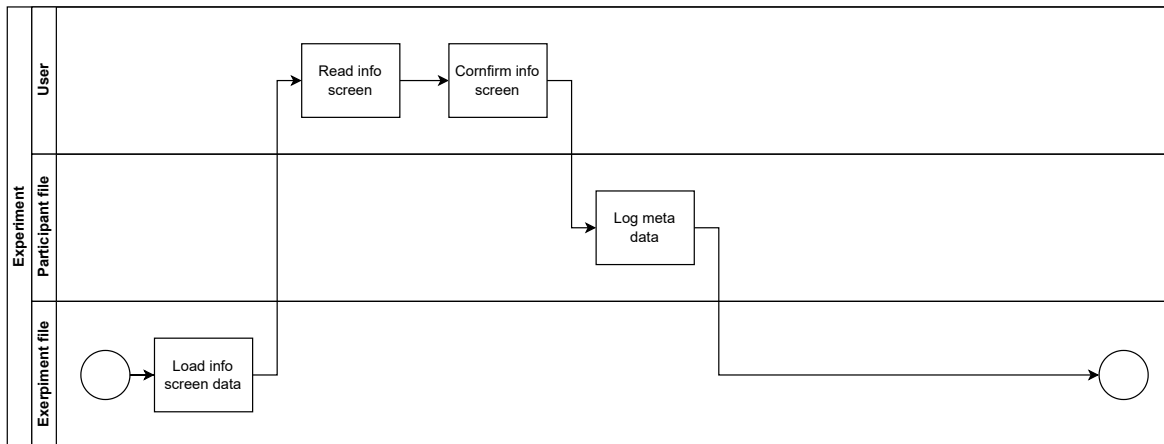 Experiment
User
Read info
screen
Cornfirm info
screen
Participant file
Log meta
data
Exerpiment file
Load info
screen data